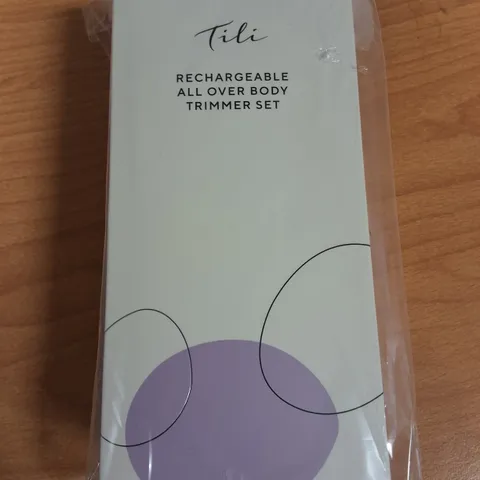 Tili
RECHARGEABLE
ALL OVER BODY
TRIMMER SET